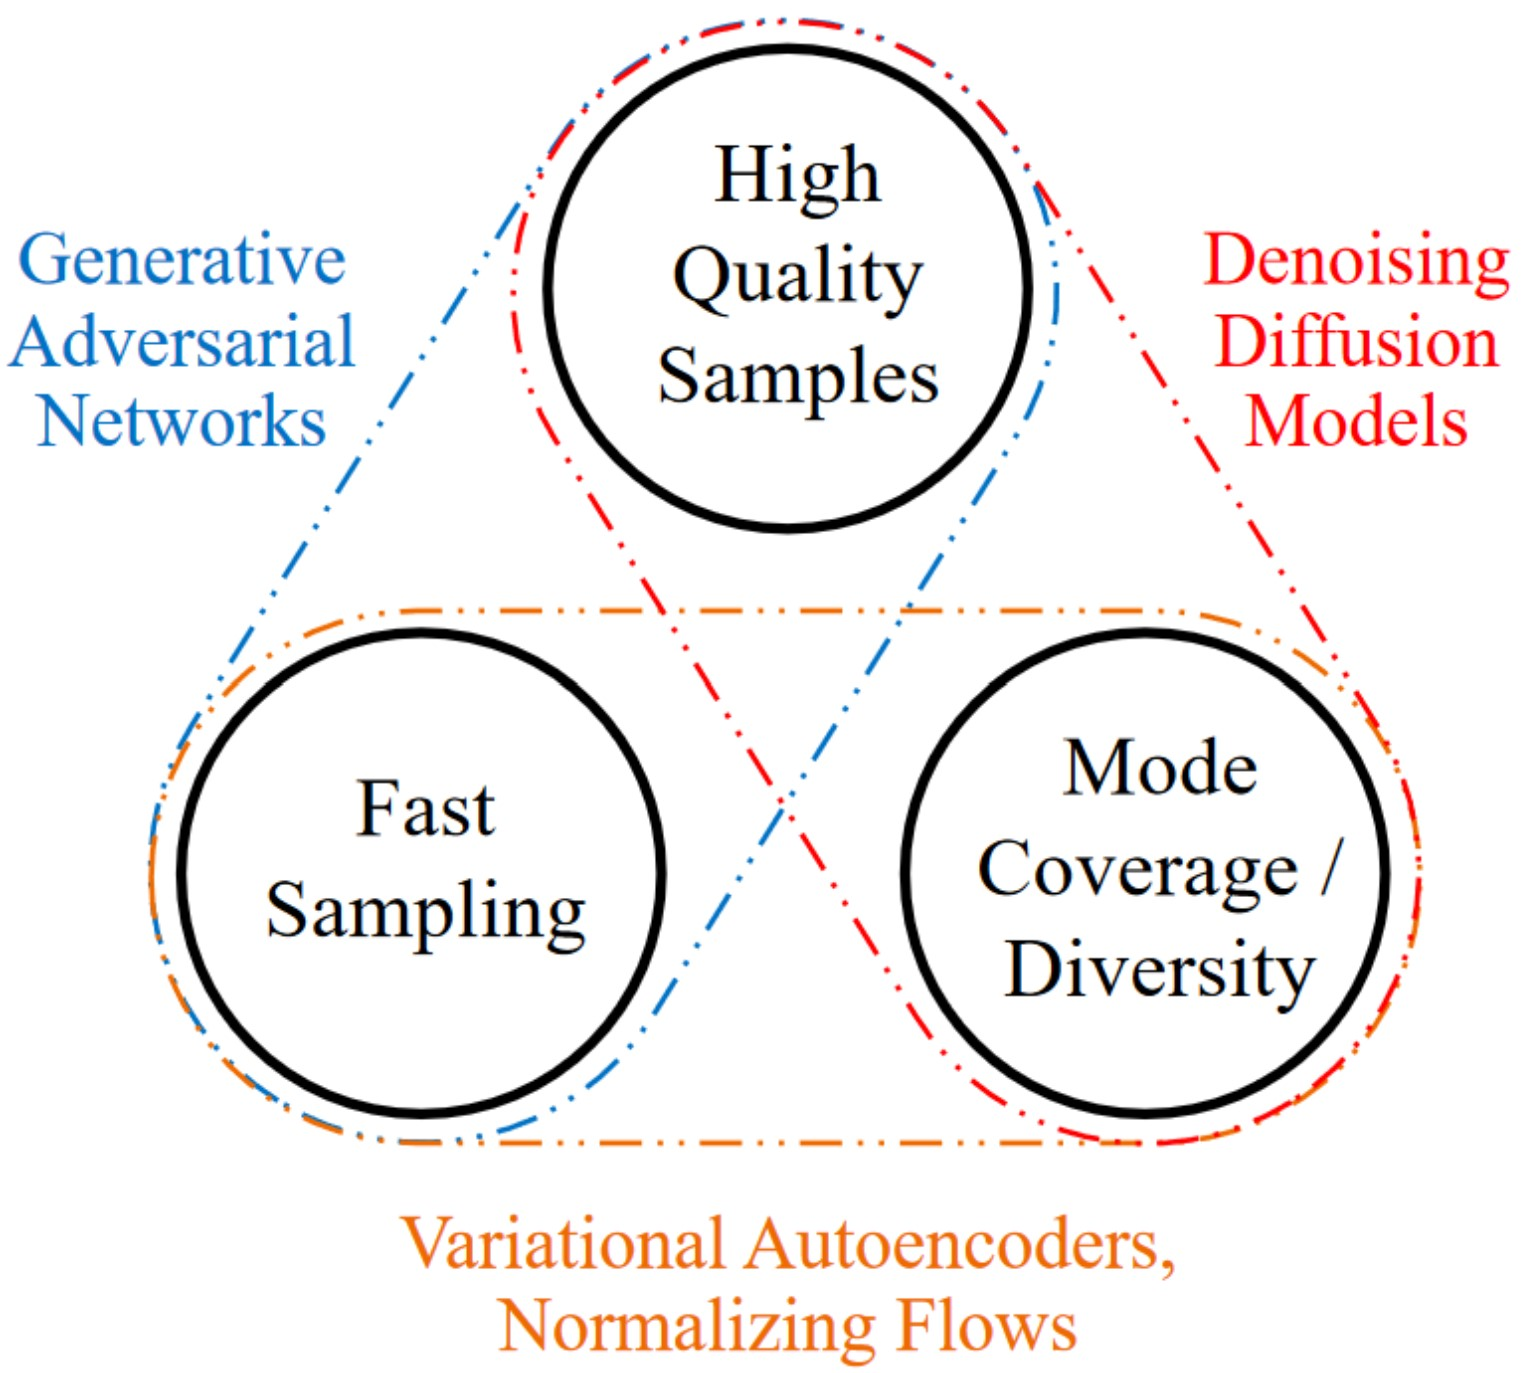 High
Quality
Samples
Generative
Adversarial
Networks
Denoising
Diffusion
Models
Fast
Sampling
Mode
Coverage /
Diversity
Variational Autoencoders,
Normalizing Flows